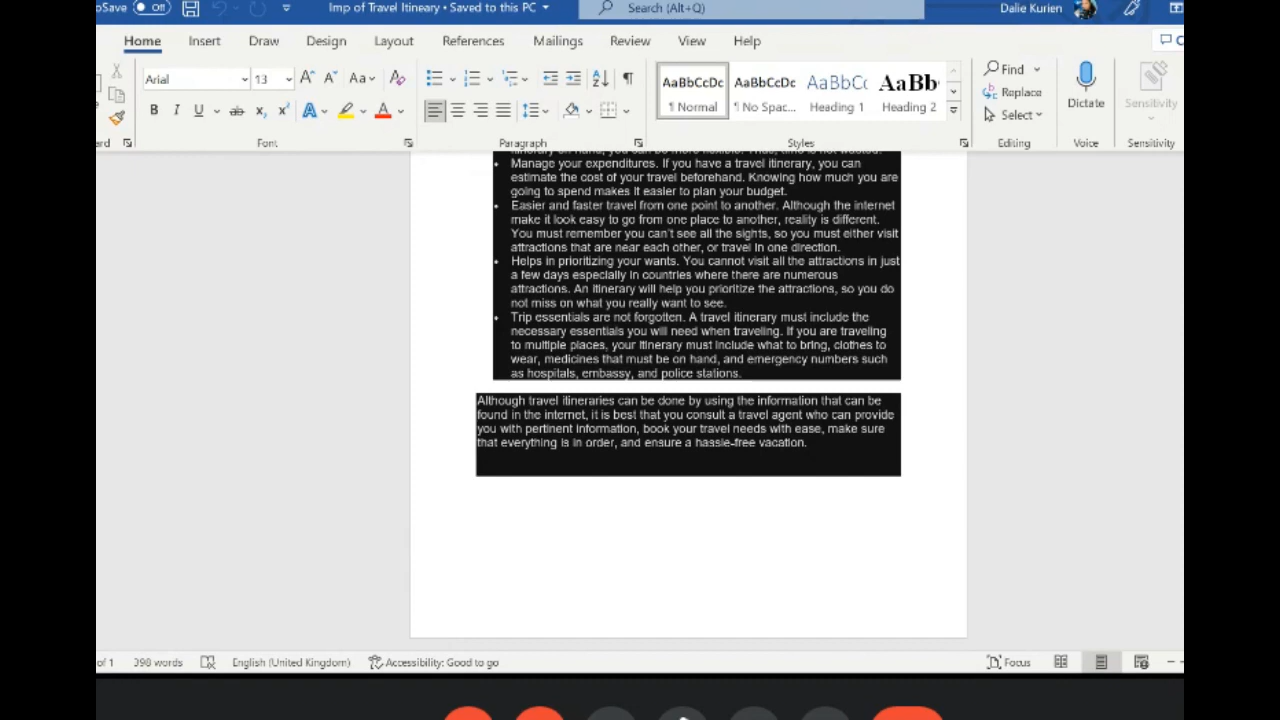 oSave Off Imp of Travel Itineary • Saved to this PC Search (Alt+Q) Dalie Kurien
Home Insert Draw Design Layout References Mailings Review View Help
Arial 13 Aa AaBbCcDc AaBbCcDc AaBbCc AaBb Find
B I U ab x₂ x² A A ¶ Normal ¶ No Spac... Heading 1 Heading 2 Replace Dictate Sensitivity
Select
ard Font Paragraph Styles Editing Voice Sensitivity
• Manage your expenditures. If you have a travel itinerary, you can
estimate the cost of your travel beforehand. Knowing how much you are
going to spend makes it easier to plan your budget.
• Easier and faster travel from one point to another. Although the internet
make it look easy to go from one place to another, reality is different.
You must remember you can't see all the sights, so you must either visit
attractions that are near each other, or travel in one direction.
• Helps in prioritizing your wants. You cannot visit all the attractions in just
a few days especially in countries where there are numerous
attractions. An itinerary will help you prioritize the attractions, so you do
not miss on what you really want to see.
• Trip essentials are not forgotten. A travel itinerary must include the
necessary essentials you will need when traveling. If you are traveling
to multiple places, your itinerary must include what to bring, clothes to
wear, medicines that must be on hand, and emergency numbers such
as hospitals, embassy, and police stations.
Although travel itineraries can be done by using the information that can be
found in the internet, it is best that you consult a travel agent who can provide
you with pertinent information, book your travel needs with ease, make sure
that everything is in order, and ensure a hassle-free vacation.
of 1 398 words English (United Kingdom) Accessibility: Good to go Focus